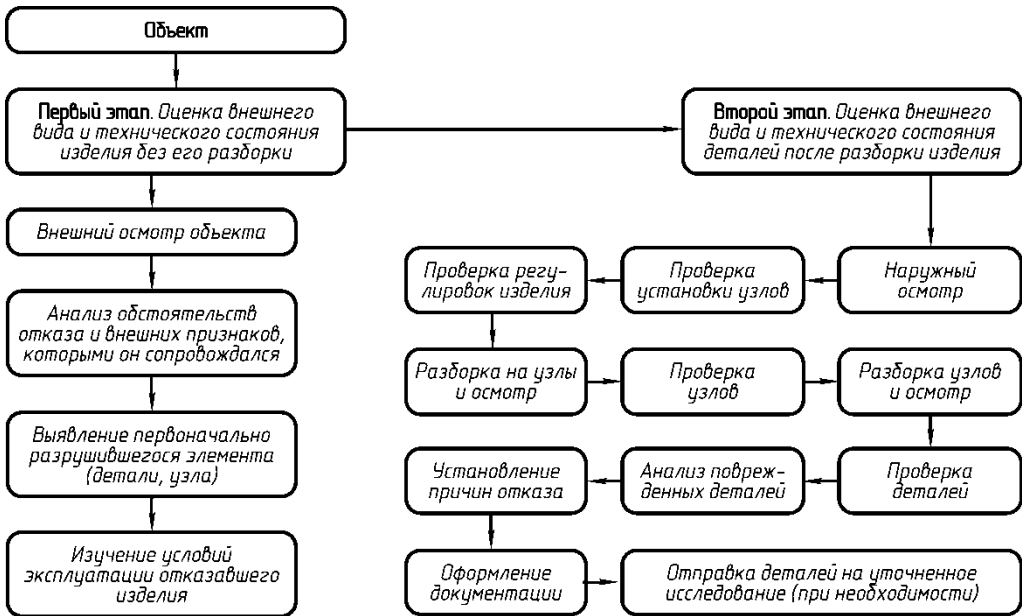 Объект
Первый этап. Оценка внешнего
вида и технического состояния
изделия без его разборки
Внешний осмотр объекта
Анализ обстоятельств
отказа и внешних признаков,
которыми он сопровождался
Выявление первоначально
разрушившегося элемента
(детали, узла)
Изучение условий
эксплуатации отказавшего
изделия
Второй этап. Оценка внешнего
вида и технического состояния
деталей после разборки изделия
Наружный
осмотр
Проверка
установки узлов
Проверка регу-
лировок изделия
Разборка на узлы
и осмотр
Проверка
узлов
Разборка узлов
и осмотр
Проверка
деталей
Анализ повреж-
денных деталей
Установление
причин отказа
Оформление
документации
Отправка деталей на уточненное
исследование (при необходимости)